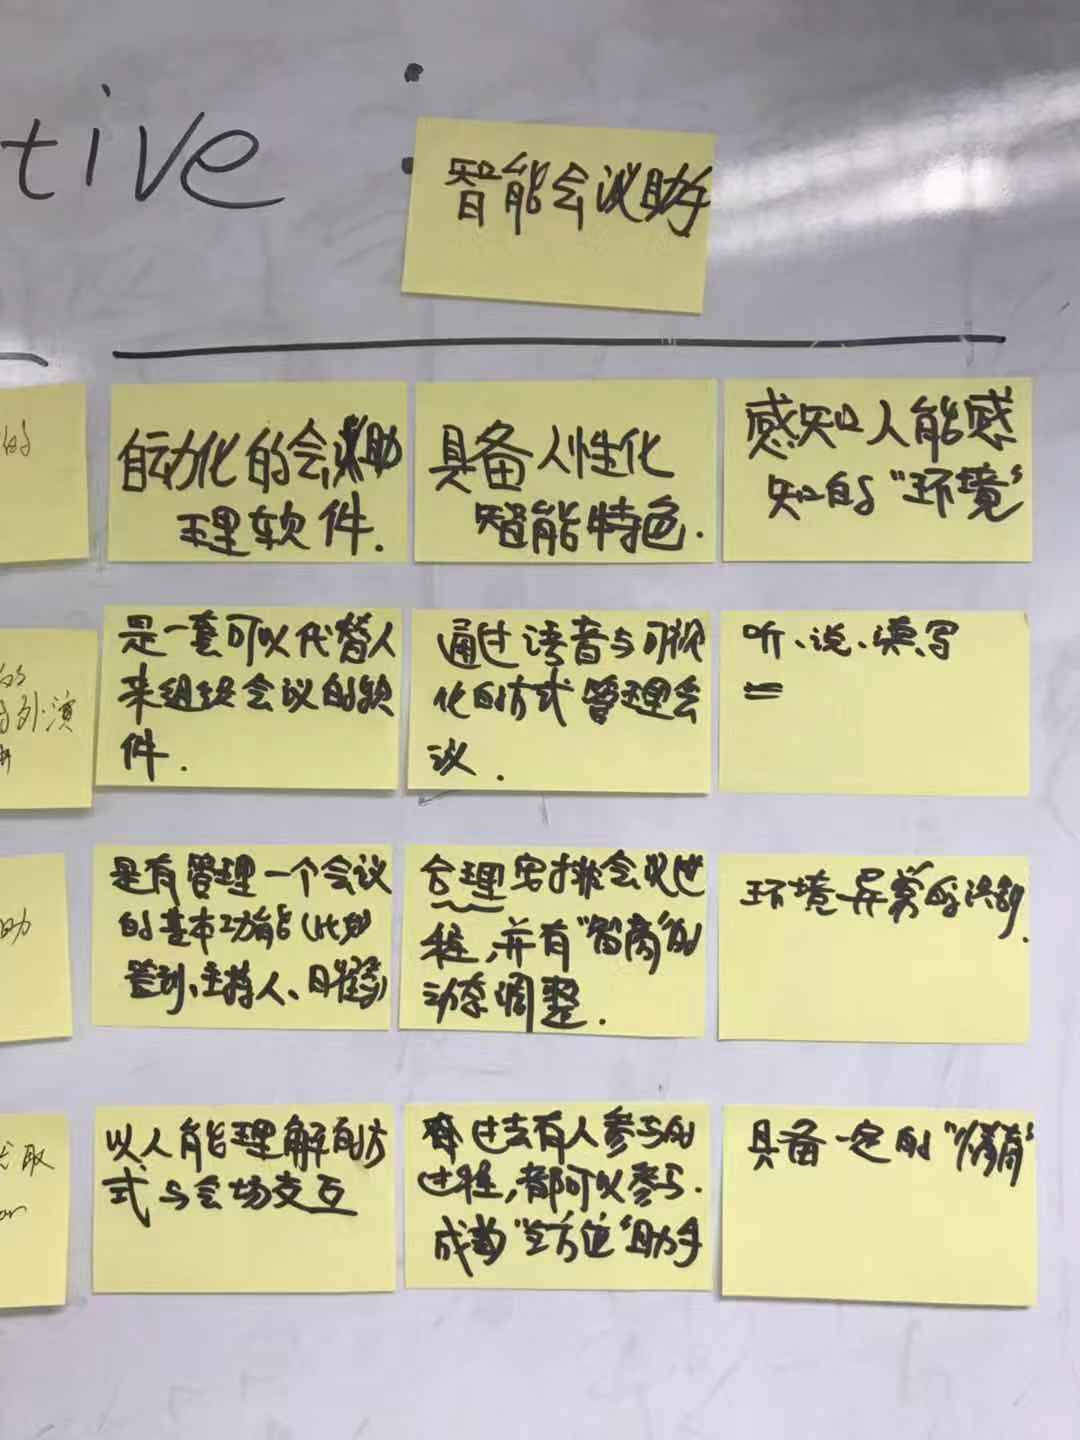 tive :
智能会议助手
的
自动化的会议助
理软件.
具备人性化
智能特色.
感知人能感
知的"环境"
的
外演
是一套可以代替人
来组织会议的软
件.
通过语音与可视
化的方式管理会
议.
听、说、读、写
助
是有管理一个会议
的基本功能(比如
签到、主持人、
合理安排会议进
程,并有"智商"的
动态调整.
环境异常的识别.
取
以人能理解的方
式与会场交互
过去有人参与的
过程,都可以参与.
成为"全方位"助手
具备一定的"情商"